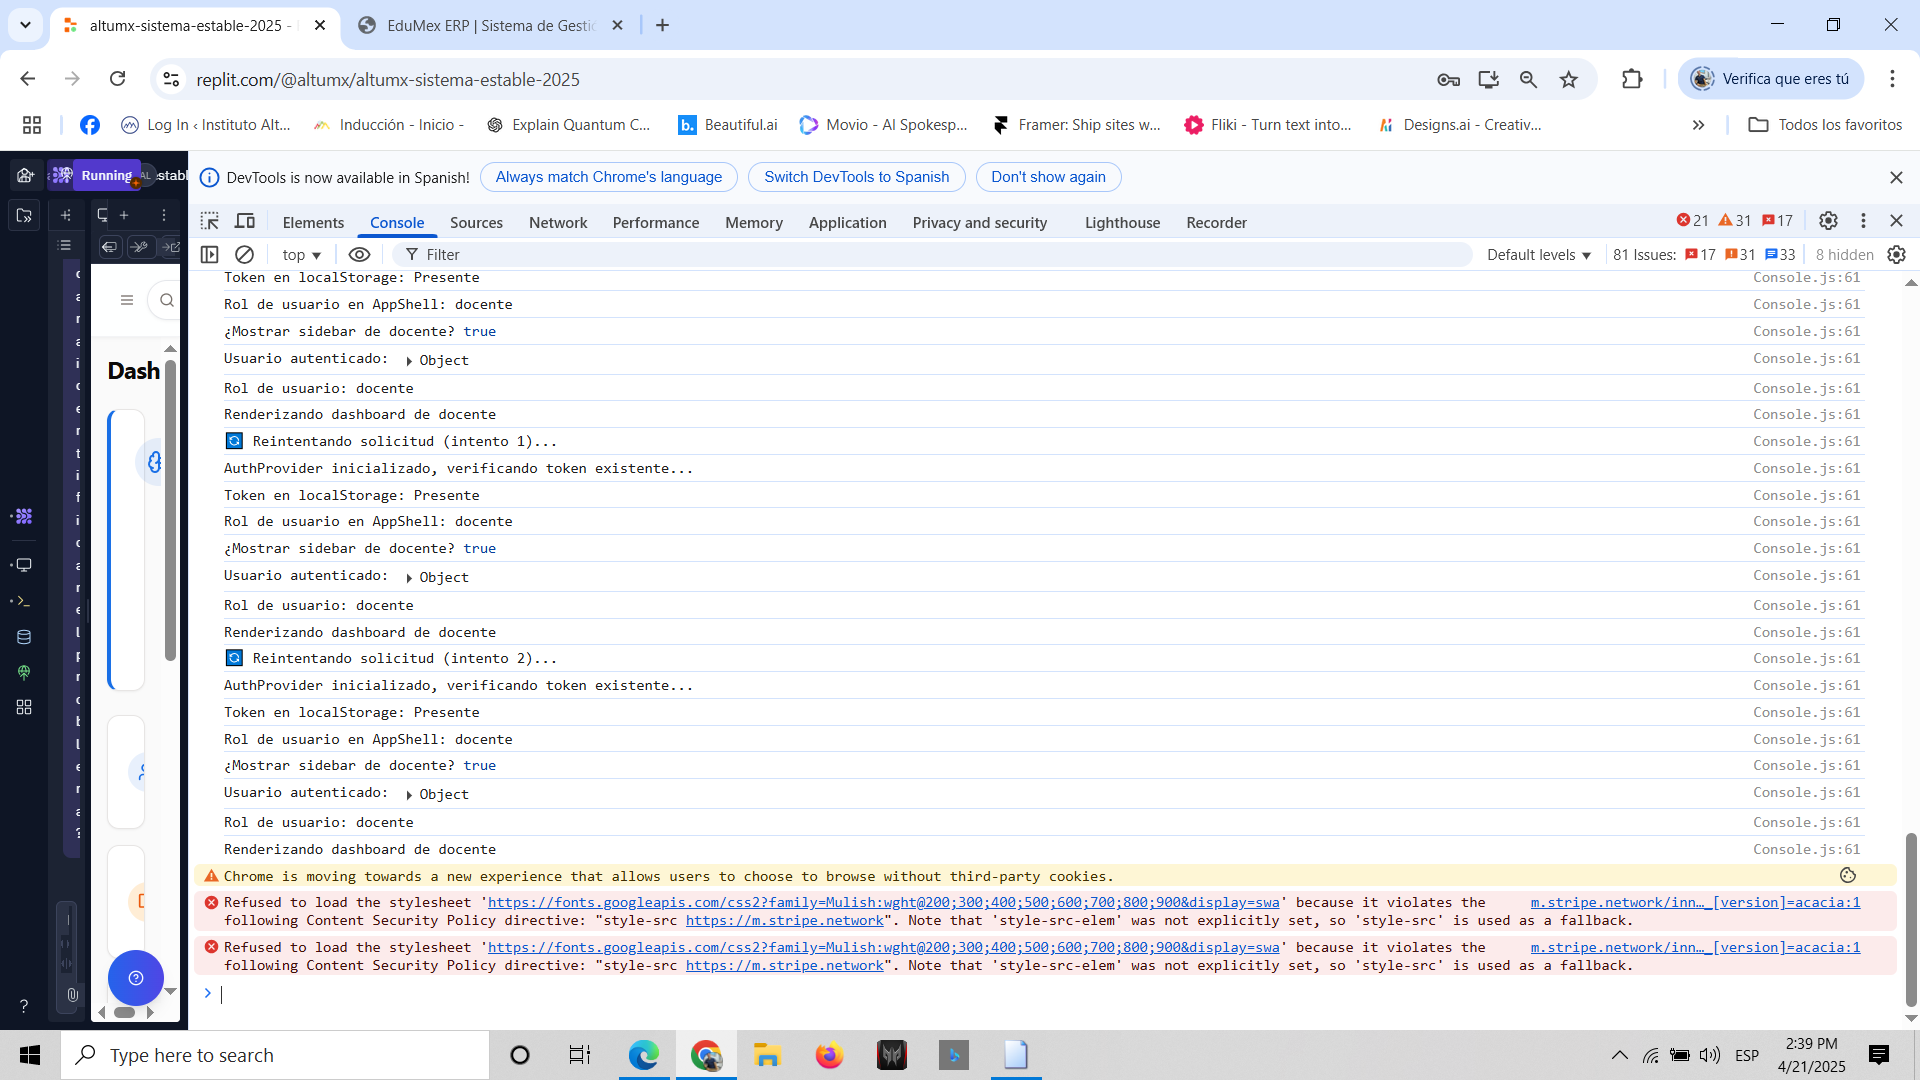 altumx-sistema-estable-2025 -
EduMex ERP | Sistema de Gesti
replit.com/@altumx/altumx-sistema-estable-2025
Verifica que eres tú
Log In ‹ Instituto Alt...
Inducción - Inicio -
Explain Quantum C...
b.
Beautiful.ai
Movio - AI Spokesp...
Framer: Ship sites w...
Fliki - Turn text into...
Designs.ai - Creativ...
»
Todos los favoritos
Running
AL
stabl
DevTools is now available in Spanish!
Always match Chrome's language
Switch DevTools to Spanish
Don't show again
Elements
Console
Sources
Network
Performance
Memory
Application
Privacy and security
Lighthouse
Recorder
21
31
17
top
Filter
Default levels
81 Issues:
17
31
33
8 hidden
Dash
Token en localStorage: Presente Console.js:61
Rol de usuario en AppShell: docente Console.js:61
¿Mostrar sidebar de docente? true Console.js:61
Usuario autenticado: Object Console.js:61
Rol de usuario: docente Console.js:61
Renderizando dashboard de docente Console.js:61
Reintentando solicitud (intento 1)... Console.js:61
AuthProvider inicializado, verificando token existente... Console.js:61
Token en localStorage: Presente Console.js:61
Rol de usuario en AppShell: docente Console.js:61
¿Mostrar sidebar de docente? true Console.js:61
Usuario autenticado: Object Console.js:61
Rol de usuario: docente Console.js:61
Renderizando dashboard de docente Console.js:61
Reintentando solicitud (intento 2)... Console.js:61
AuthProvider inicializado, verificando token existente... Console.js:61
Token en localStorage: Presente Console.js:61
Rol de usuario en AppShell: docente Console.js:61
¿Mostrar sidebar de docente? true Console.js:61
Usuario autenticado: Object Console.js:61
Rol de usuario: docente Console.js:61
Renderizando dashboard de docente Console.js:61
Chrome is moving towards a new experience that allows users to choose to browse without third-party cookies.
Refused to load the stylesheet 'https://fonts.googleapis.com/css2?family=Mulish:wght@200;300;400;500;600;700;800;900&display=swa' because it violates the m.stripe.network/inn…_[version]=acacia:1
following Content Security Policy directive: "style-src https://m.stripe.network". Note that 'style-src-elem' was not explicitly set, so 'style-src' is used as a fallback.
Refused to load the stylesheet 'https://fonts.googleapis.com/css2?family=Mulish:wght@200;300;400;500;600;700;800;900&display=swa' because it violates the m.stripe.network/inn…_[version]=acacia:1
following Content Security Policy directive: "style-src https://m.stripe.network". Note that 'style-src-elem' was not explicitly set, so 'style-src' is used as a fallback.
Type here to search
ESP
2:39 PM
4/21/2025